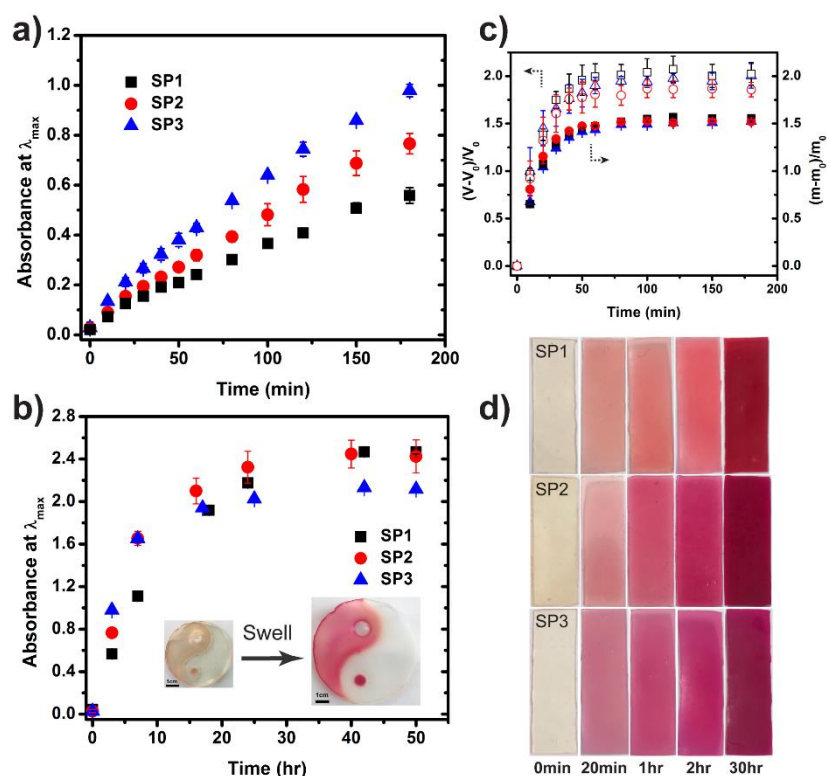 a)
Absorbance at λmax
1.2
1.0
0.8
0.6
0.4
0.2
0.0
SP1
SP2
SP3
0 50 100 150 200
Time (min)
c)
(V-V0)/V0
2.0
1.5
1.0
0.5
0.0
(m-m0)/m0
2.0
1.5
1.0
0.5
0.0
0 50 100 150 200
Time (min)
b)
Absorbance at λmax
2.8
2.4
2.0
1.6
1.2
0.8
0.4
0.0
SP1
SP2
SP3
Swell
1cm
1cm
0 10 20 30 40 50
Time (hr)
d)
SP1
SP2
SP3
0min 20min 1hr 2hr 30hr